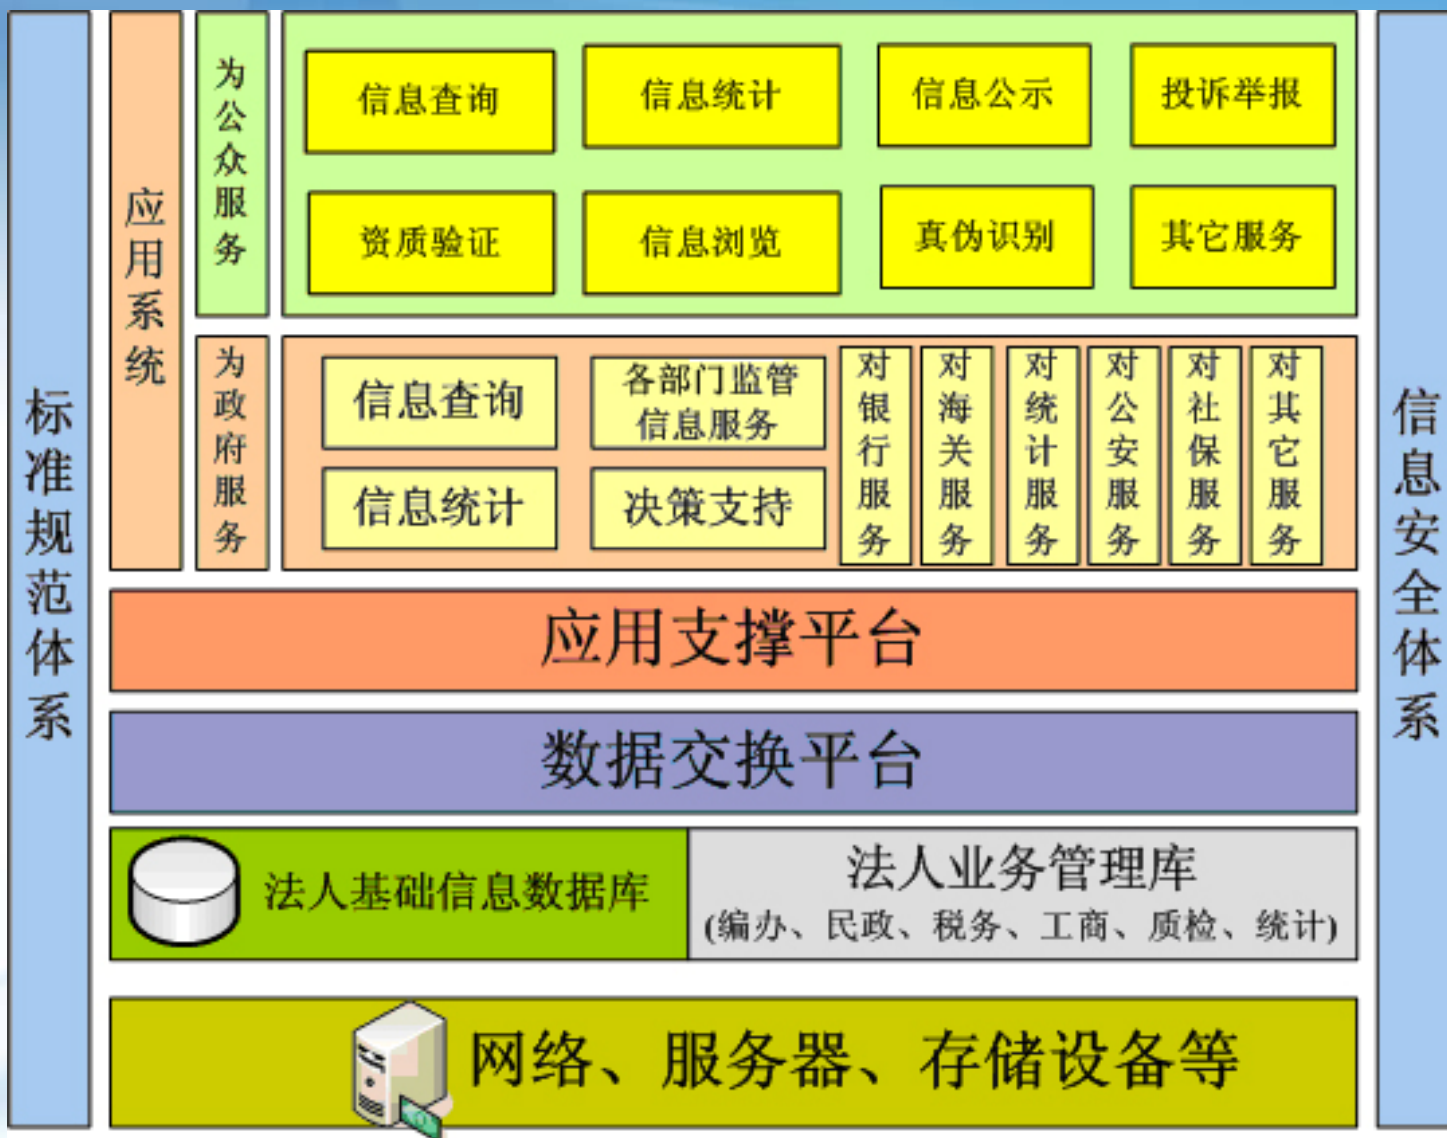 标准规范体系
应用系统
为公众服务
信息查询
信息统计
信息公示
投诉举报
资质验证
信息浏览
真伪识别
其它服务
为政府服务
信息查询
各部门监管
信息服务
信息统计
决策支持
对银行服务
对海关服务
对统计服务
对公安服务
对社保服务
对其它服务
应用支撑平台
数据交换平台
法人基础信息数据库
法人业务管理库
(编办、民政、税务、工商、质检、统计)
网络、服务器、存储设备等
信息安全体系